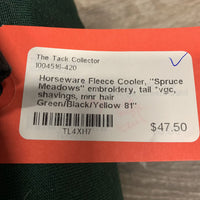 The Tack Collector
1004516-420
Horseware Fleece Cooler, "Spruce
Meadows" embroidery, tail *vgc,
shavings, mnr hair
Green/Black/Yellow 81"
TL4XH7
$47.50